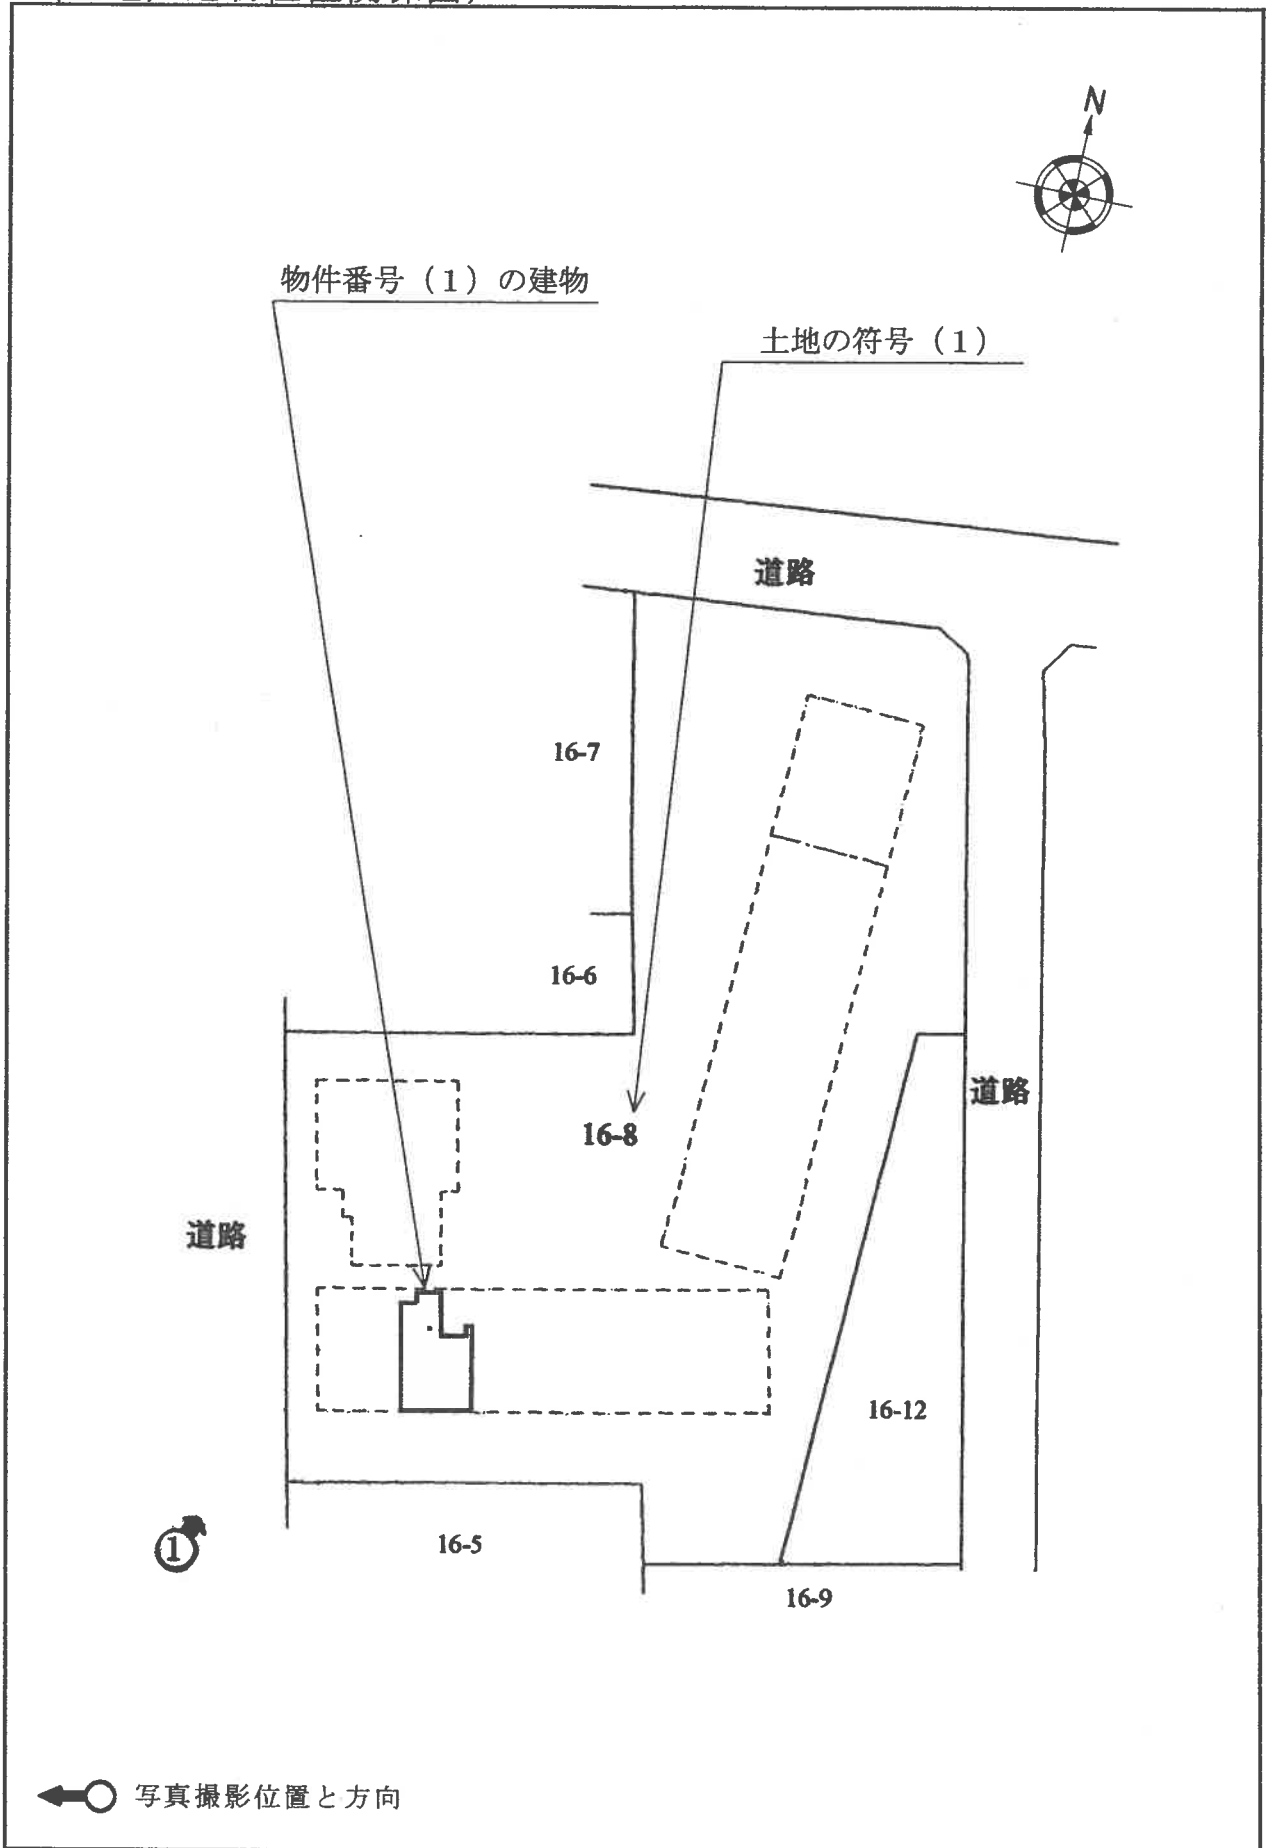 N
物件番号（1）の建物
土地の符号（1）
道路
16-7
16-6
道路
16-8
道路
16-12
①
16-5
16-9
写真撮影位置と方向